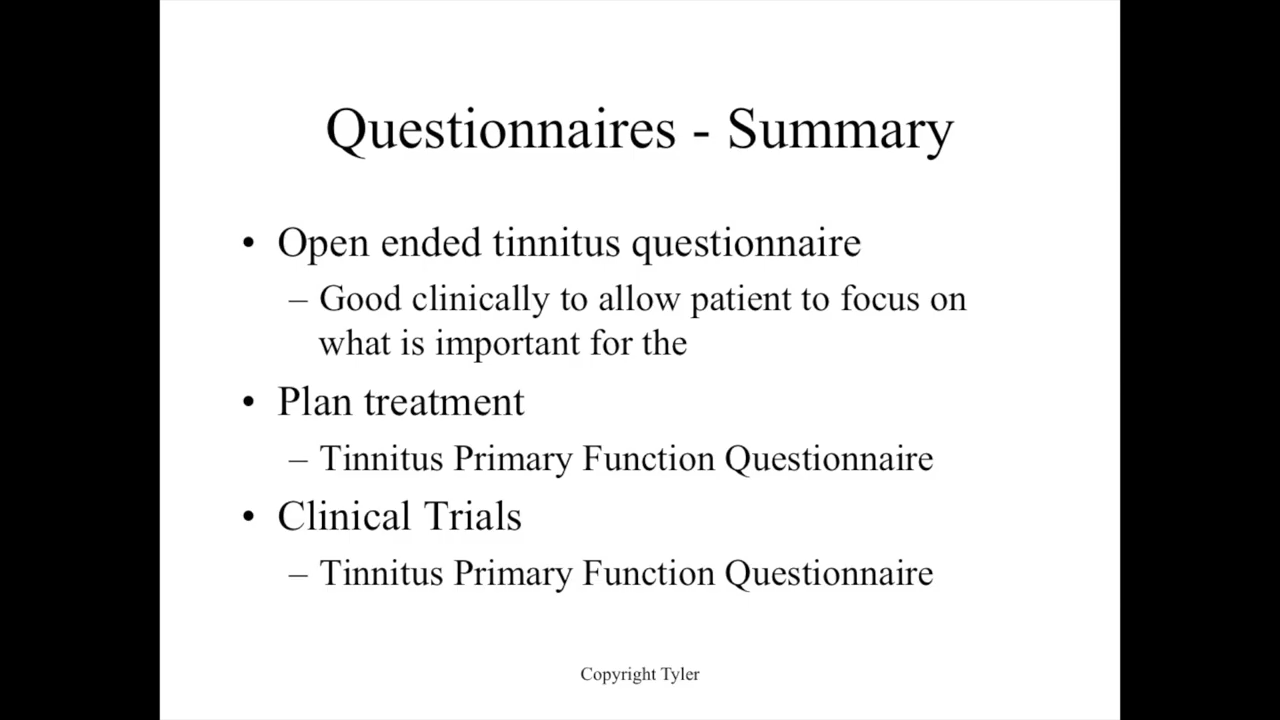 Questionnaires - Summary
• Open ended tinnitus questionnaire
– Good clinically to allow patient to focus on
what is important for the
• Plan treatment
– Tinnitus Primary Function Questionnaire
• Clinical Trials
– Tinnitus Primary Function Questionnaire
Copyright Tyler